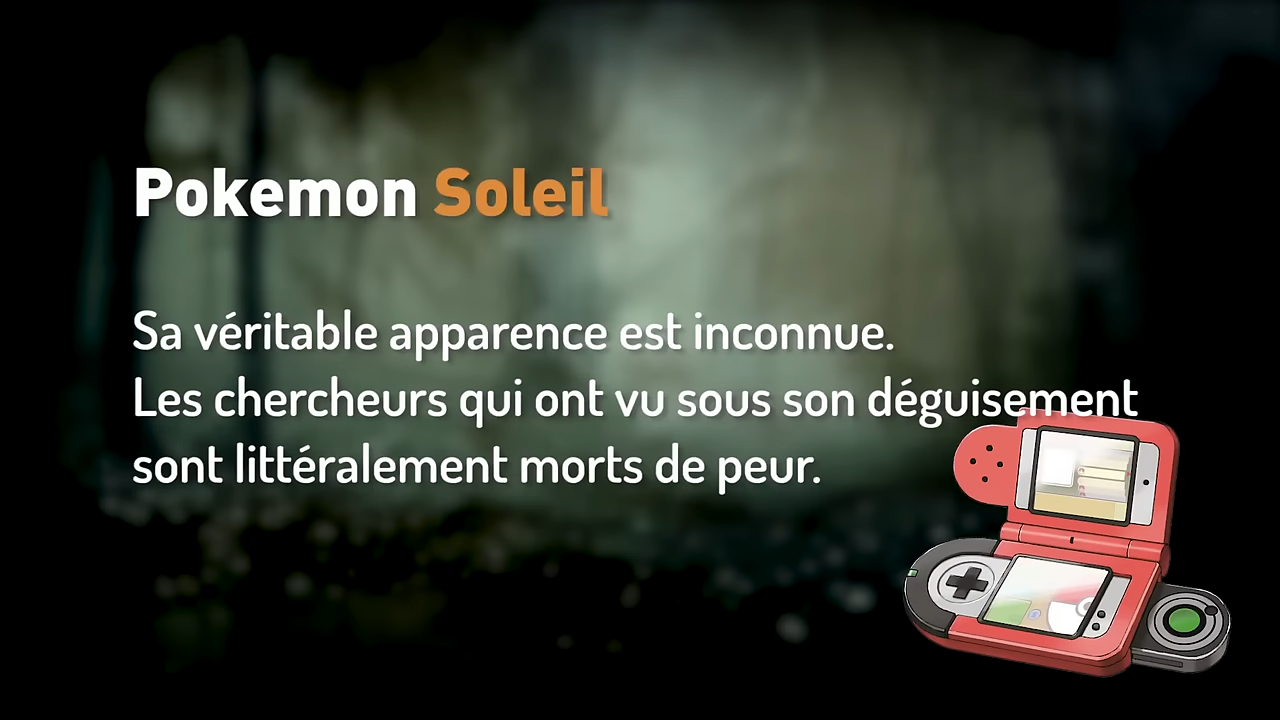 Pokemon Soleil
Sa véritable apparence est inconnue.
Les chercheurs qui ont vu sous son déguisement
sont littéralement morts de peur.